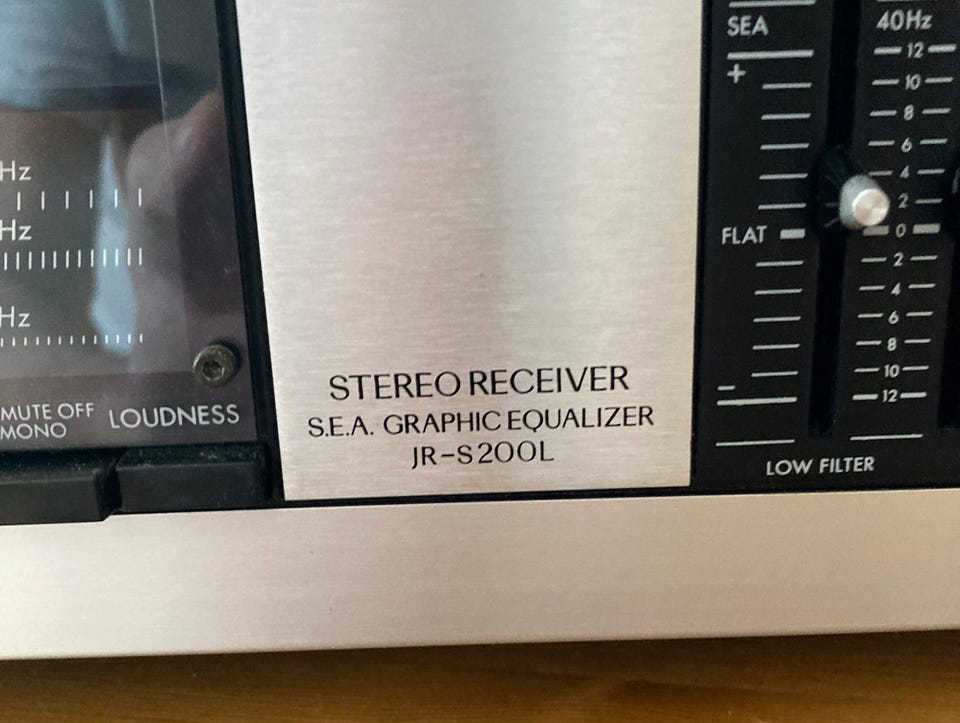 Hz
Hz
Hz
MUTE OFF
MONO
LOUDNESS
STEREO RECEIVER
S.E.A. GRAPHIC EQUALIZER
JR-S200L
SEA
+
FLAT
–
40Hz
12
10
8
6
4
2
0
2
4
6
8
10
12
LOW FILTER